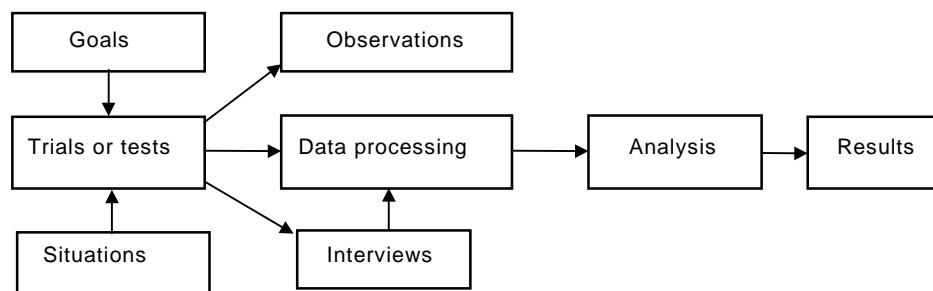 Goals
Observations
Trials or tests
Data processing
Analysis
Results
Situations
Interviews